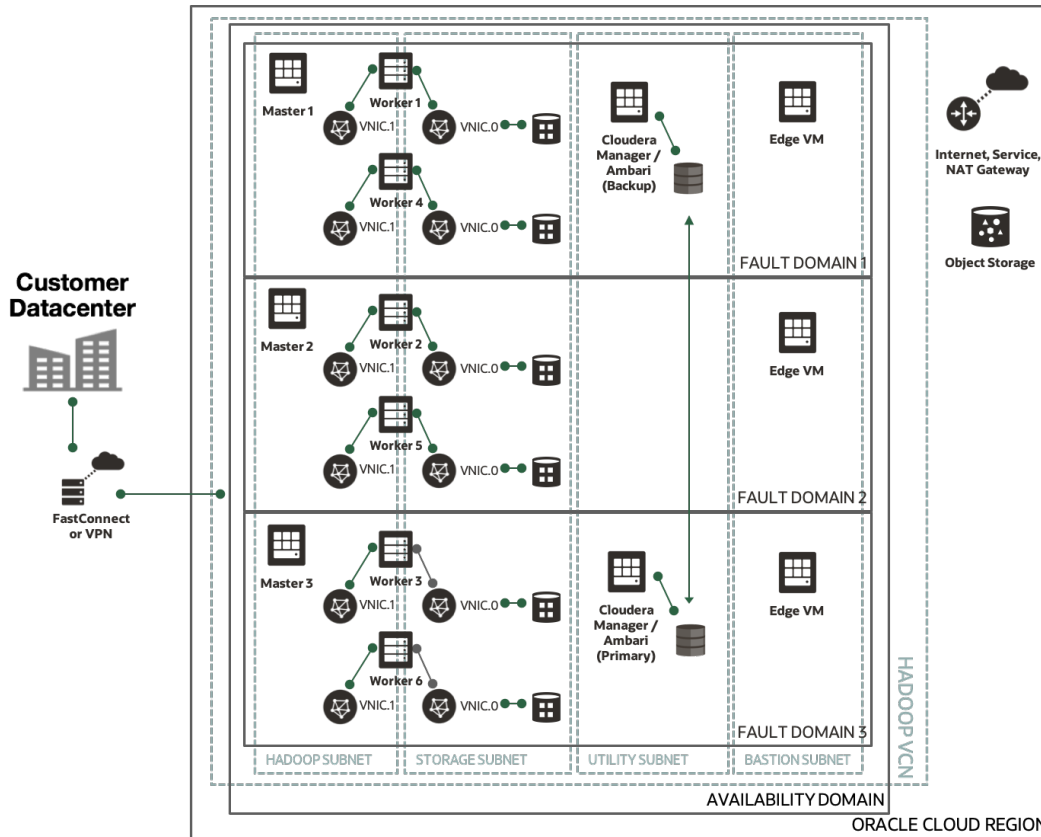 Customer
Datacenter
FastConnect
or VPN
Master 1
Worker 1
VNIC.1
VNIC.0
Worker 4
VNIC.1
VNIC.0
Cloudera
Manager /
Ambari
(Backup)
Edge VM
FAULT DOMAIN 1
Master 2
Worker 2
VNIC.1
VNIC.0
Worker 5
VNIC.1
VNIC.0
Edge VM
FAULT DOMAIN 2
Master 3
Worker 3
VNIC.1
VNIC.0
Worker 6
VNIC.1
VNIC.0
Cloudera
Manager /
Ambari
(Primary)
Edge VM
FAULT DOMAIN 3
HADOOP SUBNET
STORAGE SUBNET
UTILITY SUBNET
BASTION SUBNET
HADOOP VCN
AVAILABILITY DOMAIN
ORACLE CLOUD REGION
Internet, Service,
NAT Gateway
Object Storage